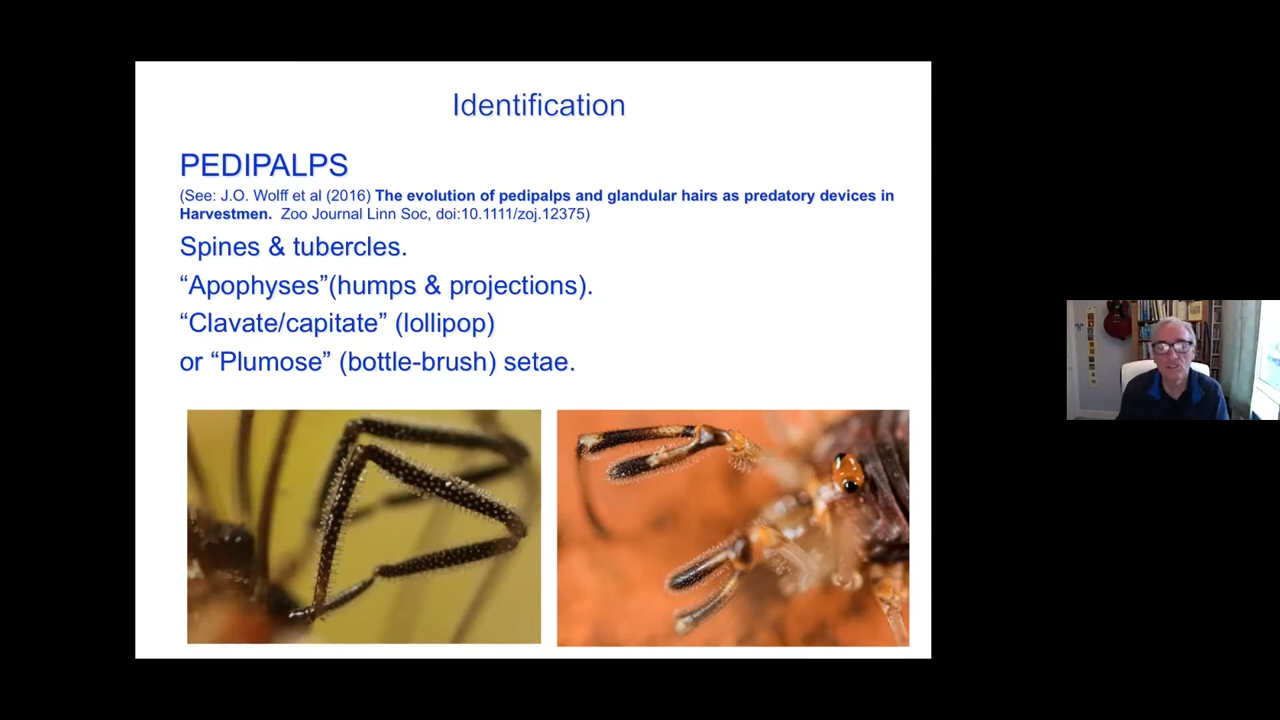 Identification
PEDIPALPS
(See: J.O. Wolff et al (2016) The evolution of pedipalps and glandular hairs as predatory devices in
Harvestmen. Zoo Journal Linn Soc, doi:10.1111/zoj.12375)
Spines & tubercles.
“Apophyses”(humps & projections).
“Clavate/capitate” (lollipop)
or “Plumose” (bottle-brush) setae.